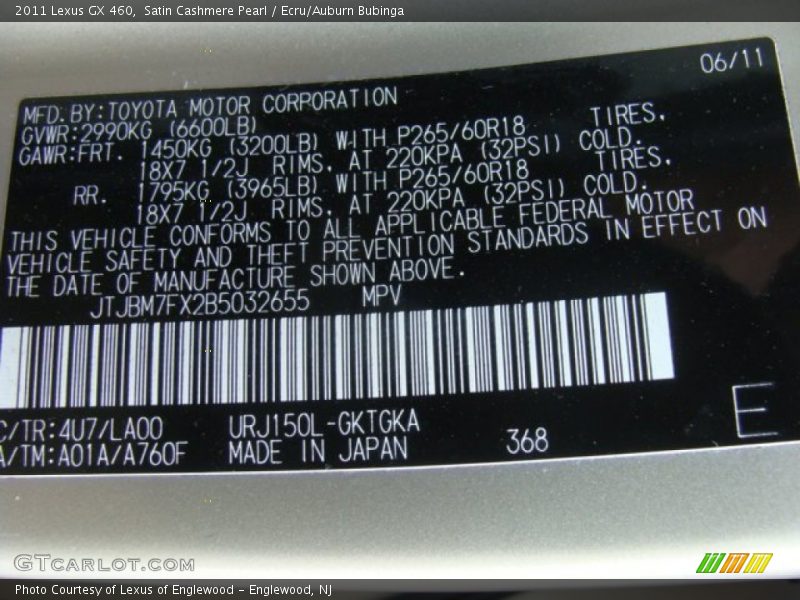 2011 Lexus GX 460, Satin Cashmere Pearl / Ecru/Auburn Bubinga
06/11
MFD. BY: TOYOTA MOTOR CORPORATION
GVWR: 2990KG (6600LB)
GAWR: FRT. 1450KG (3200LB) WITH P265/60R18 TIRES,
18X7 1/2J RIMS, AT 220KPA (32PSI) COLD.
RR. 1795KG (3965LB) WITH P265/60R18 TIRES,
18X7 1/2J RIMS, AT 220KPA (32PSI) COLD.
THIS VEHICLE CONFORMS TO ALL APPLICABLE FEDERAL MOTOR
VEHICLE SAFETY AND THEFT PREVENTION STANDARDS IN EFFECT ON
THE DATE OF MANUFACTURE SHOWN ABOVE.
JTJBM7FX2B5032655 MPV
C/TR: 4U7/LA00 URJ150L-GKTGKA
A/TM: A01A/A760F MADE IN JAPAN 368
E
GTCARLOT.COM
Photo Courtesy of Lexus of Englewood - Englewood, NJ